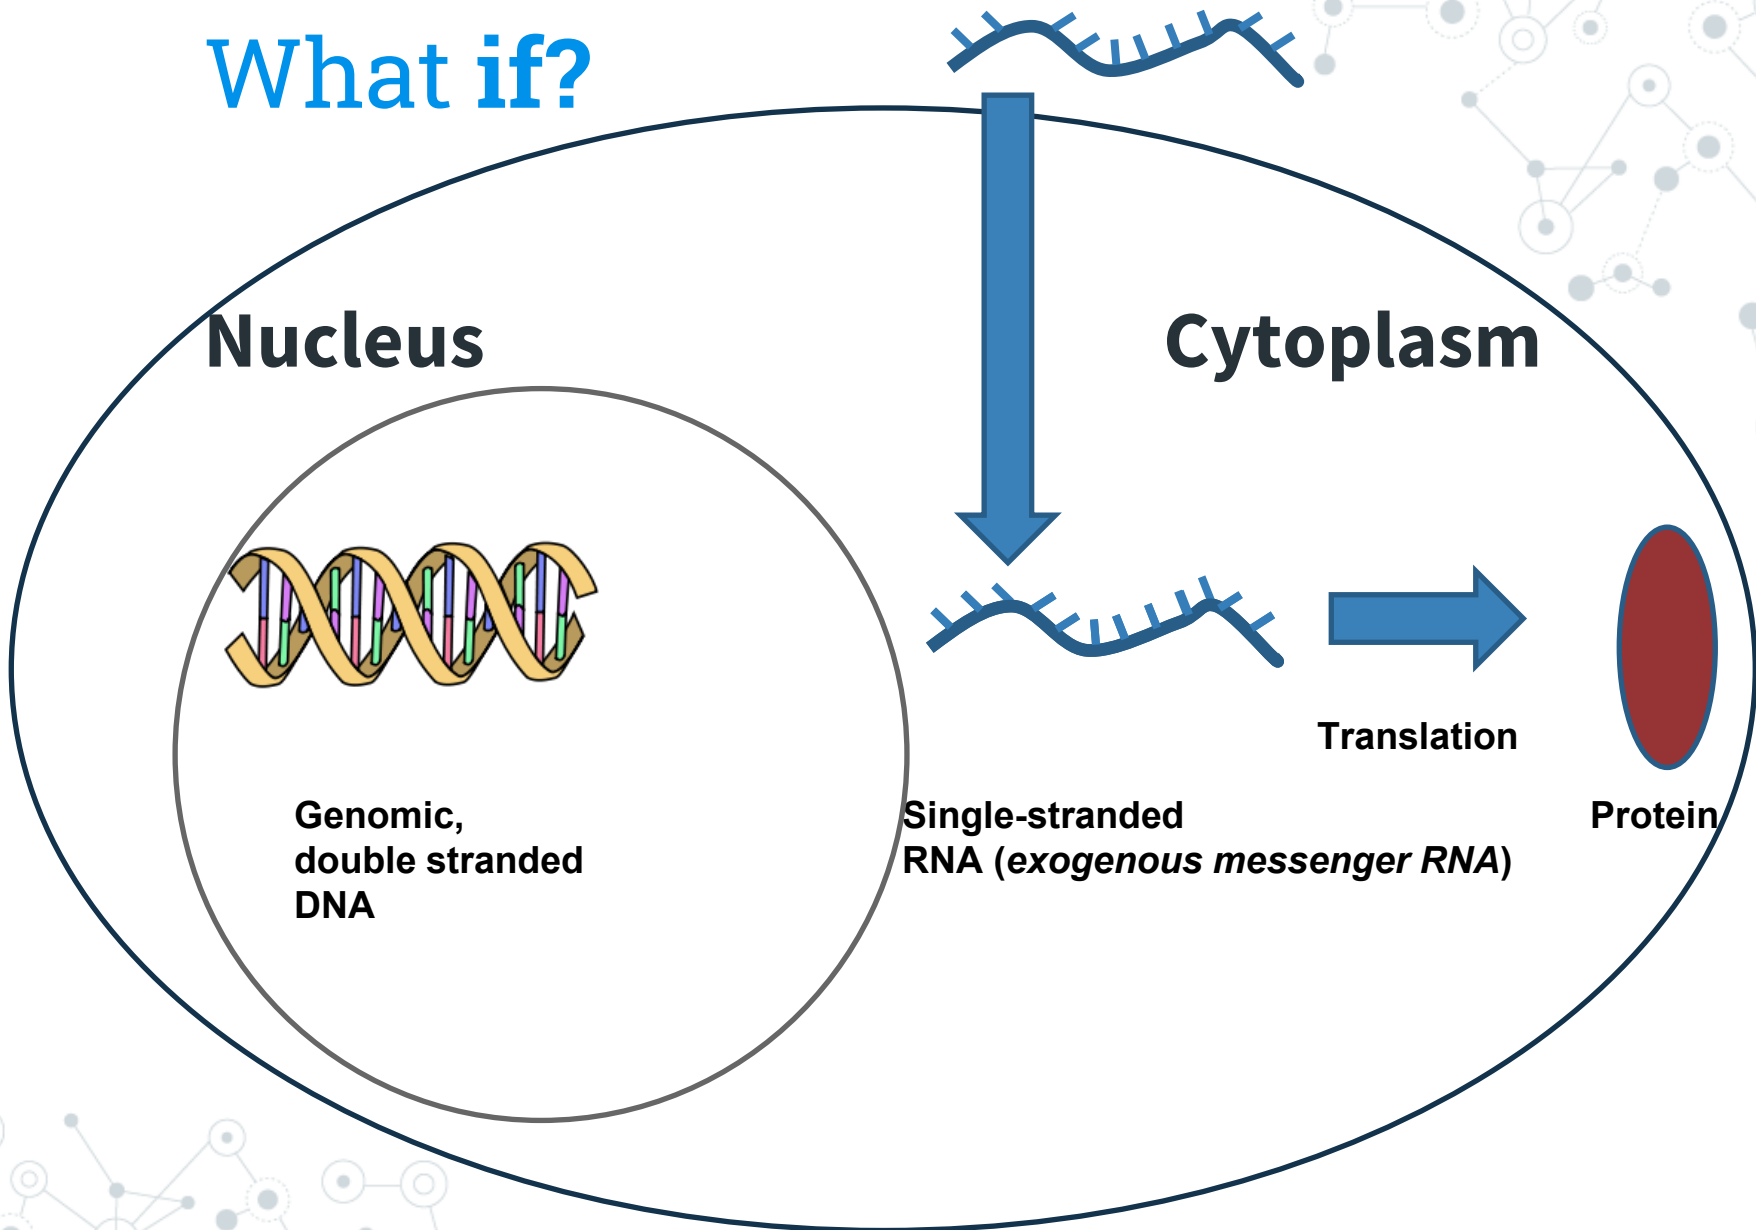 What if?
Nucleus
Cytoplasm
Translation
Genomic,
double stranded
DNA
Single-stranded
RNA (exogenous messenger RNA)
Protein